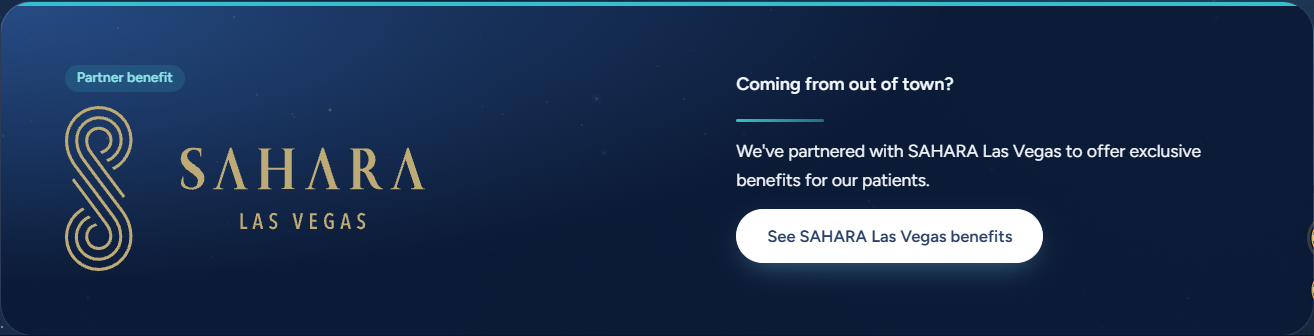 Partner benefit
SAHARA
LAS VEGAS
Coming from out of town?
We've partnered with SAHARA Las Vegas to offer exclusive
benefits for our patients.
See SAHARA Las Vegas benefits